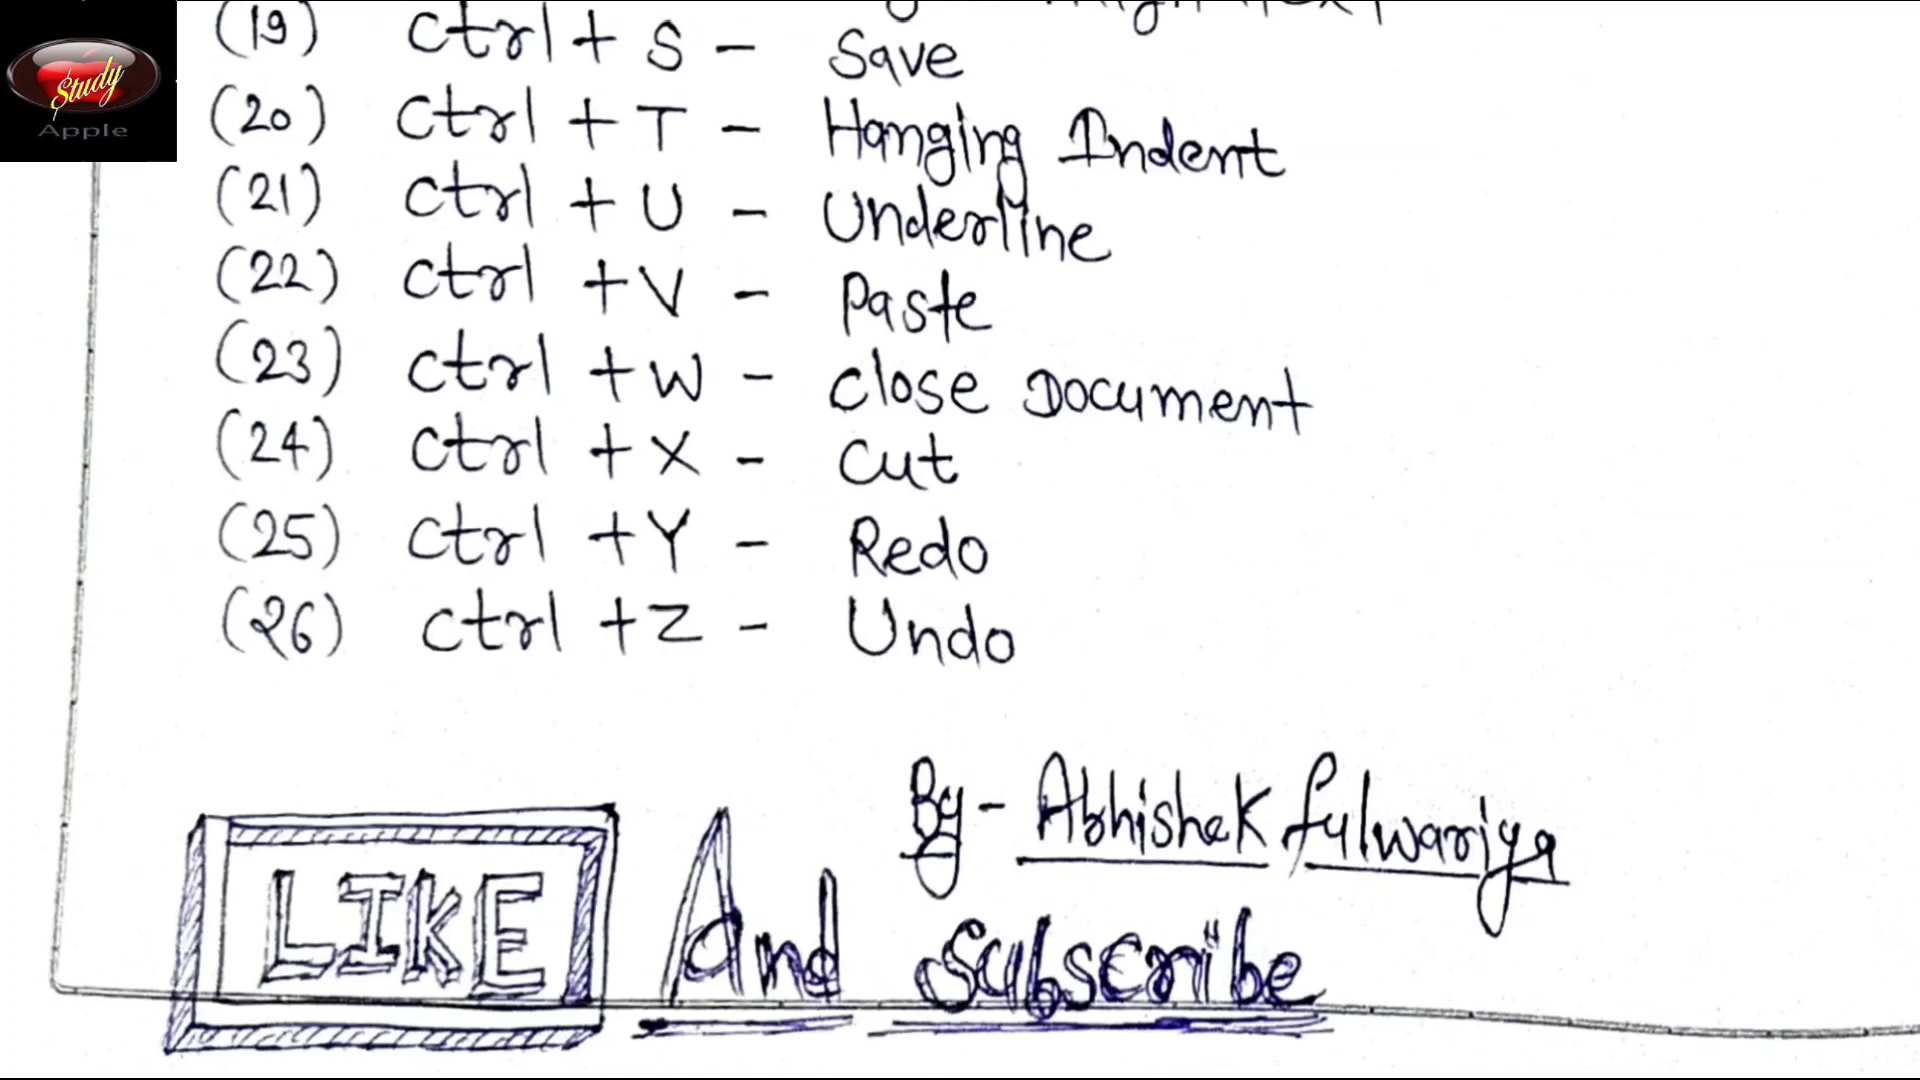 (19) Ctrl + S - Save
(20) Ctrl + T - Hanging Indent
(21) Ctrl + U - Underline
(22) Ctrl + V - Paste
(23) Ctrl + W - Close Document
(24) Ctrl + X - Cut
(25) Ctrl + Y - Redo
(26) Ctrl + Z - Undo
By - Abhishek fulwariya
LIKE And Subscribe
Study
Apple